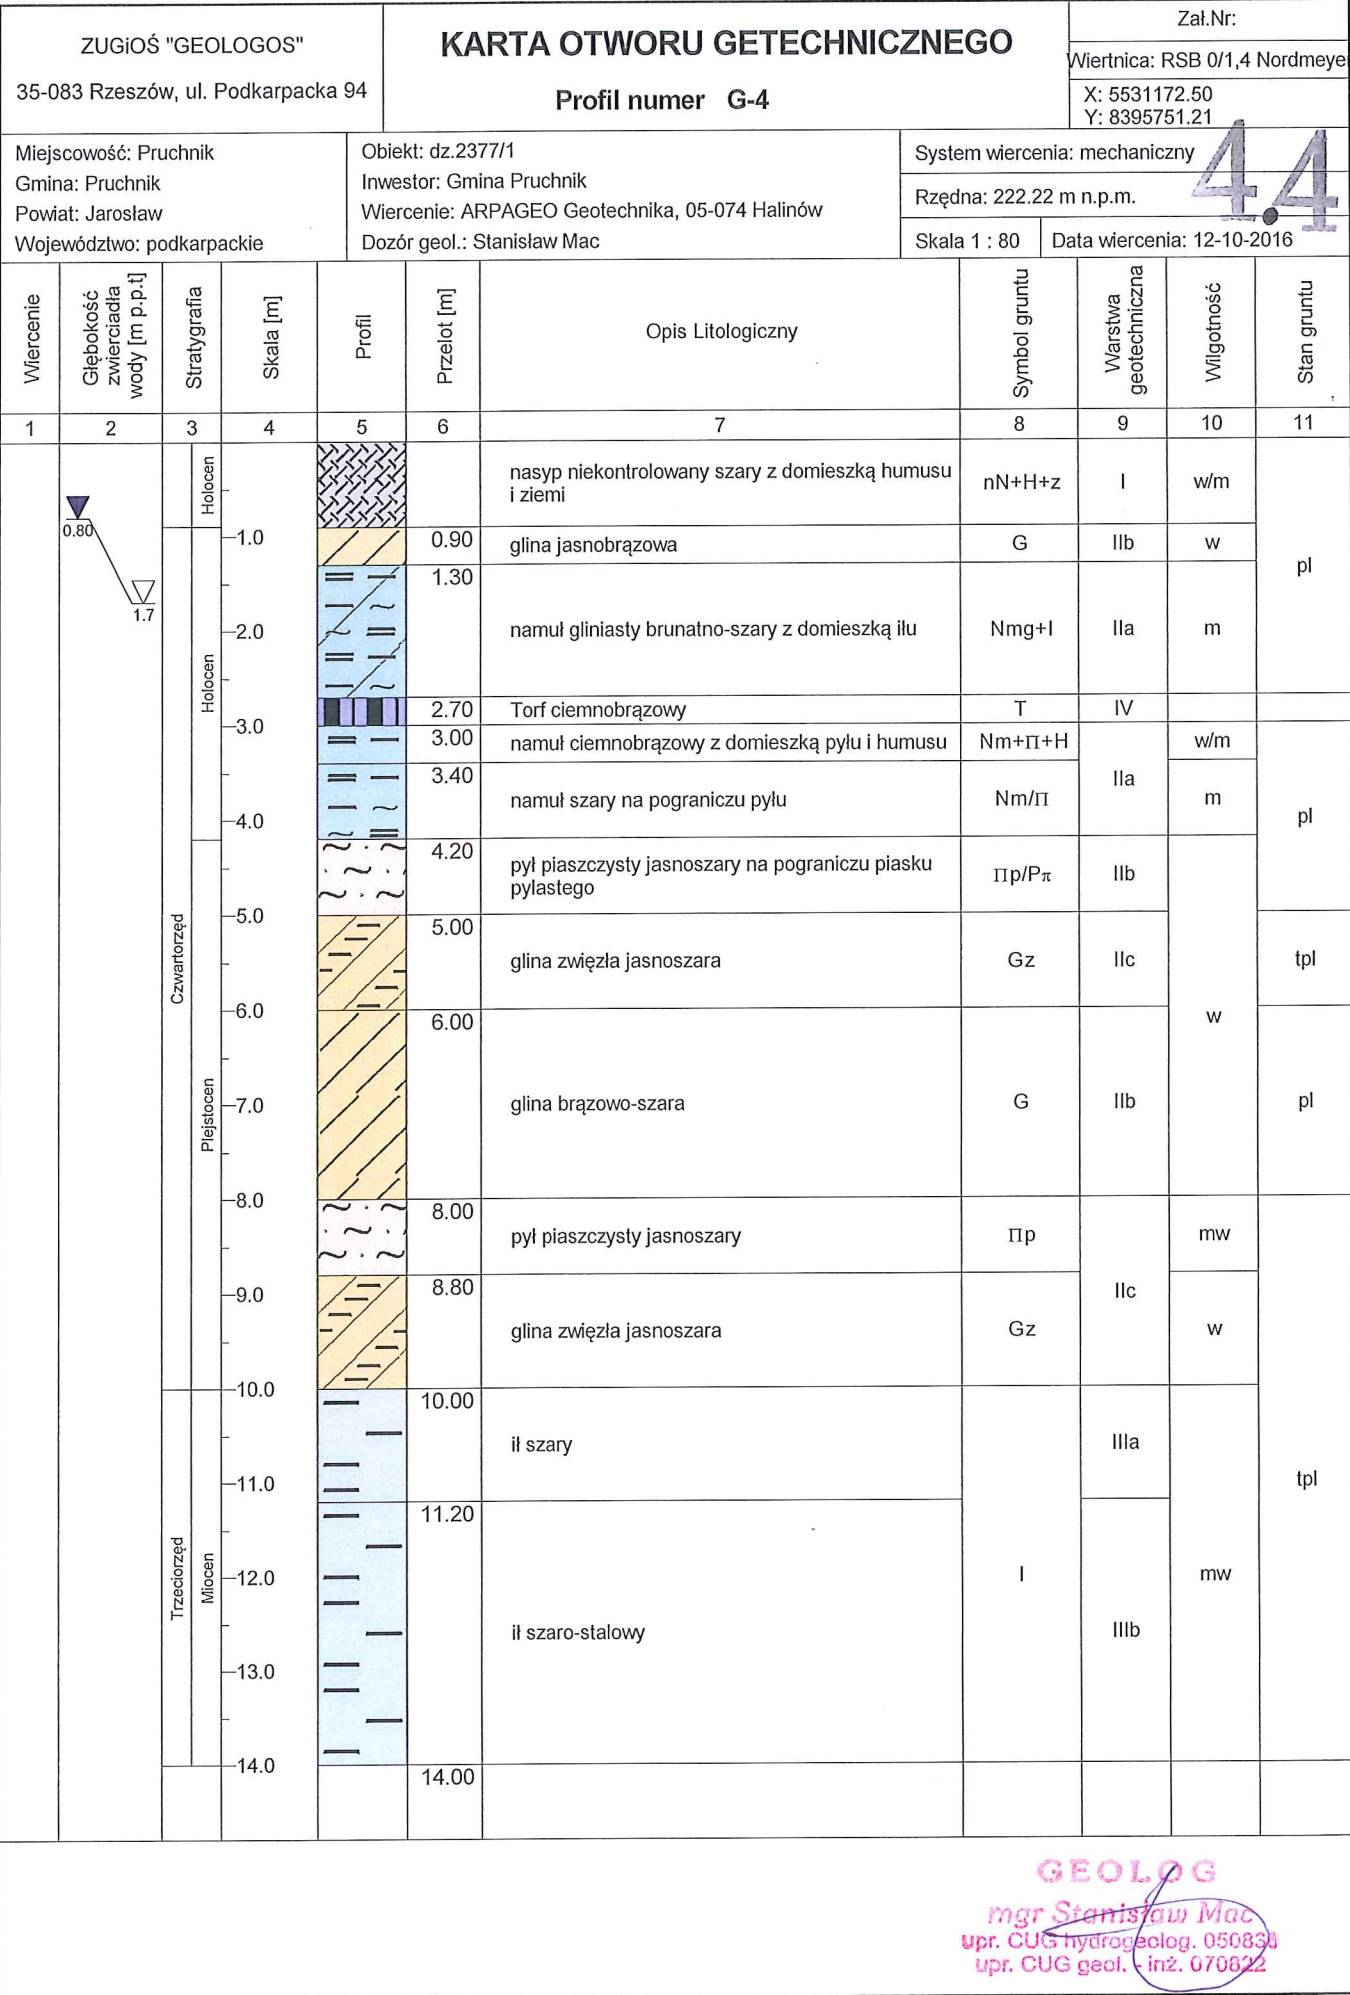 ZUGiOŚ "GEOLOGOS"
35-083 Rzeszów, ul. Podkarpacka 94
KARTA OTWORU GETECHNICZNEGO
Profil numer G-4
Zał.Nr:
Wiertnica: RSB 0/1,4 Nordmeye
X: 5531172.50
Y: 8395751.21
4.4
Miejscowość: Pruchnik
Gmina: Pruchnik
Powiat: Jarosław
Województwo: podkarpackie
Obiekt: dz.2377/1
Inwestor: Gmina Pruchnik
Wiercenie: ARPAGEO Geotechnika, 05-074 Halinów
Dozór geol.: Stanisław Mac
System wiercenia: mechaniczny
Rzędna: 222.22 m n.p.m.
Skala 1 : 80
Data wiercenia: 12-10-2016
Wiercenie
Głębokość
zwierciadła
wody [m p.p.t]
Stratygrafia
Skala [m]
Profil
Przelot [m]
Opis Litologiczny
Symbol gruntu
Warstwa
geotechniczna
Wilgotność
Stan gruntu
1 2 3 4 5 6 7 8 9 10 11
0.80
1.7
Holocen
Holocen
Czwartorzęd
Plejstocen
Trzeciorzęd
Miocen
1.0
2.0
3.0
4.0
5.0
6.0
7.0
8.0
9.0
10.0
11.0
12.0
13.0
14.0
nasyp niekontrolowany szary z domieszką humusu
i ziemi
nN+H+z I w/m
0.90 glina jasnobrązowa G IIb w
pl
1.30 namuł gliniasty brunatno-szary z domieszką iłu Nmg+I IIa m
2.70 Torf ciemnobrązowy T IV
3.00 namuł ciemnobrązowy z domieszką pyłu i humusu Nm+Π+H w/m
IIa
3.40 namuł szary na pograniczu pyłu Nm/Π m
pl
4.20 pył piaszczysty jasnoszary na pograniczu piasku
pylastego
Πp/Pπ IIb
5.00 glina zwięzła jasnoszara Gz IIc tpl
w
6.00 glina brązowo-szara G IIb pl
8.00 pył piaszczysty jasnoszary Πp mw
IIc
8.80 glina zwięzła jasnoszara Gz w
10.00 ił szary IIIa
tpl
11.20 ił szaro-stalowy I IIIb mw
14.00
GEOLOG
mgr Stanisław Mac
upr. CUG hydrogeolog. 050838
upr. CUG geol. - inż. 070822